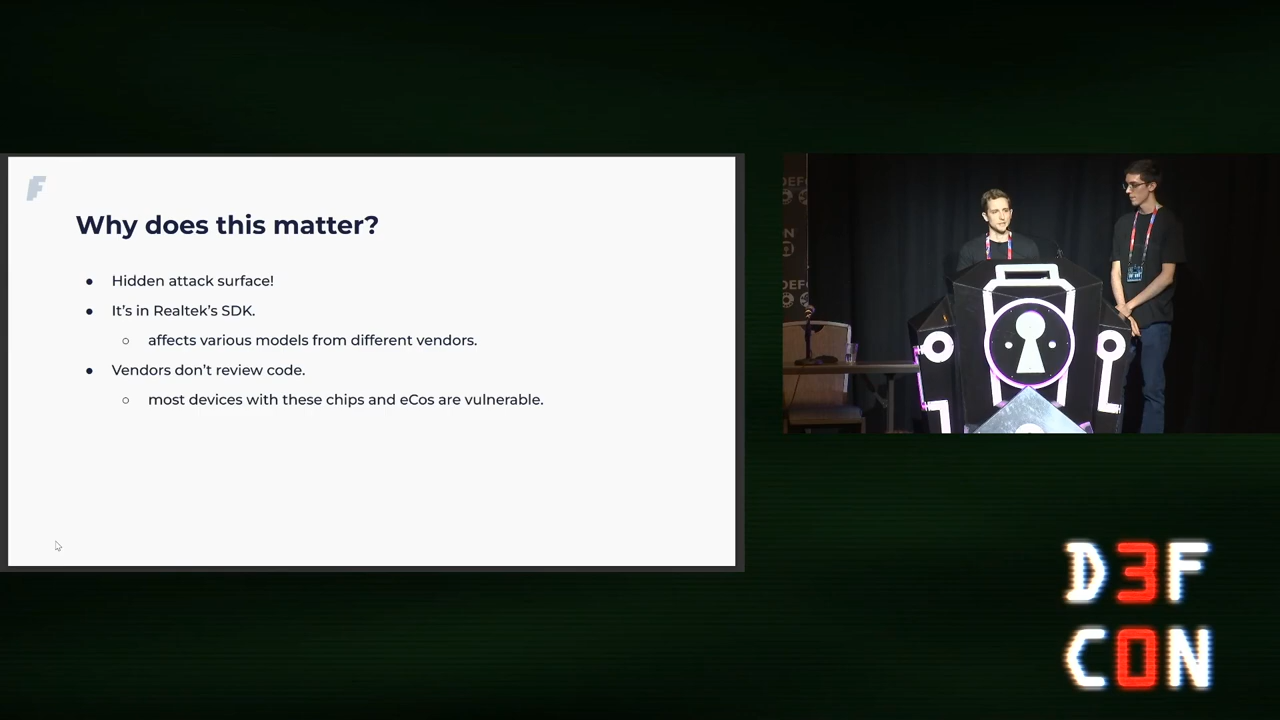 F
Why does this matter?
● Hidden attack surface!
● It’s in Realtek’s SDK.
○ affects various models from different vendors.
● Vendors don’t review code.
○ most devices with these chips and eCos are vulnerable.
D3F
C0N